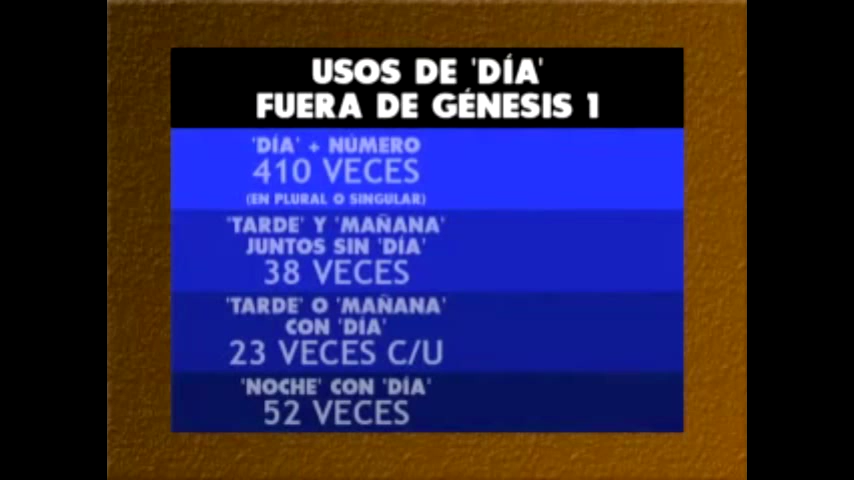 USOS DE 'DÍA'
FUERA DE GÉNESIS 1
'DÍA' + NÚMERO
410 VECES
(EN PLURAL O SINGULAR)
'TARDE' Y 'MAÑANA'
JUNTOS SIN 'DÍA'
38 VECES
'TARDE' O 'MAÑANA'
CON 'DÍA'
23 VECES C/U
'NOCHE' CON 'DÍA'
52 VECES